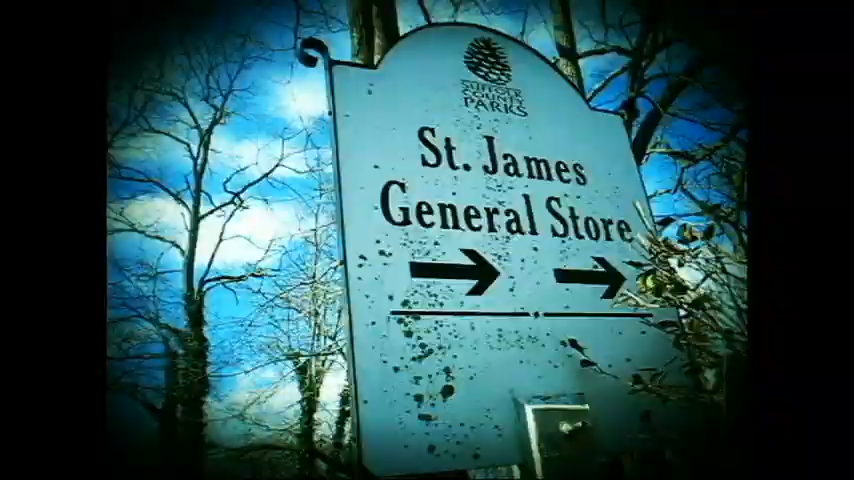 SUFFOLK
COUNTY
PARKS
St. James
General Store